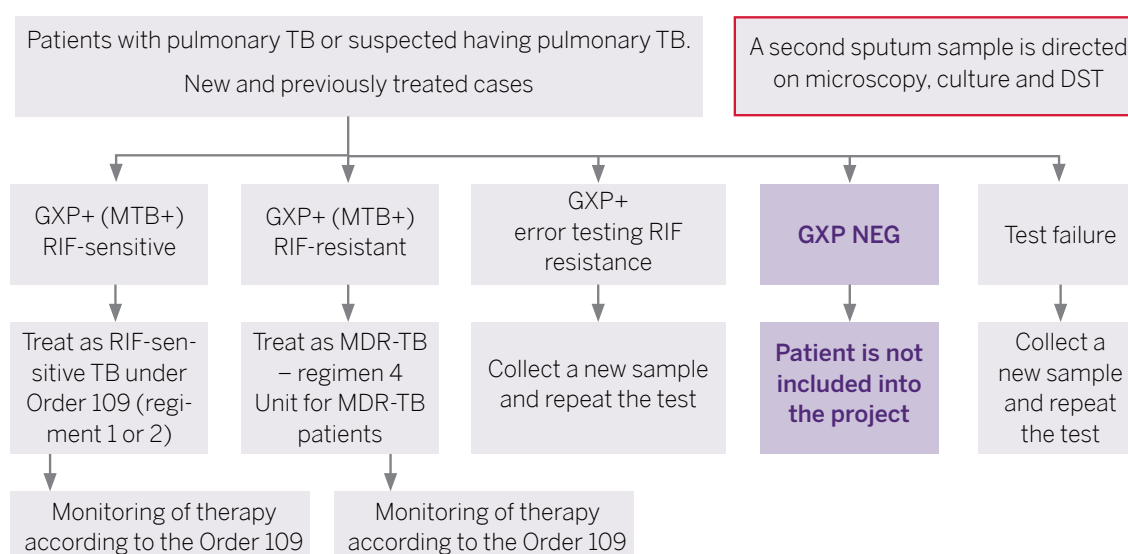 Patients with pulmonary TB or suspected having pulmonary TB.
New and previously treated cases
A second sputum sample is directed
on microscopy, culture and DST
GXP+ (MTB+)
RIF-sensitive
GXP+ (MTB+)
RIF-resistant
GXP+
error testing RIF
resistance
GXP NEG
Test failure
Treat as RIF-sen-
sitive TB under
Order 109 (regi-
ment 1 or 2)
Treat as MDR-TB
– regimen 4
Unit for MDR-TB
patients
Collect a new sample
and repeat the test
Patient is not
included into
the project
Collect a
new sample
and repeat
the test
Monitoring of therapy
according to the Order 109
Monitoring of therapy
according to the Order 109